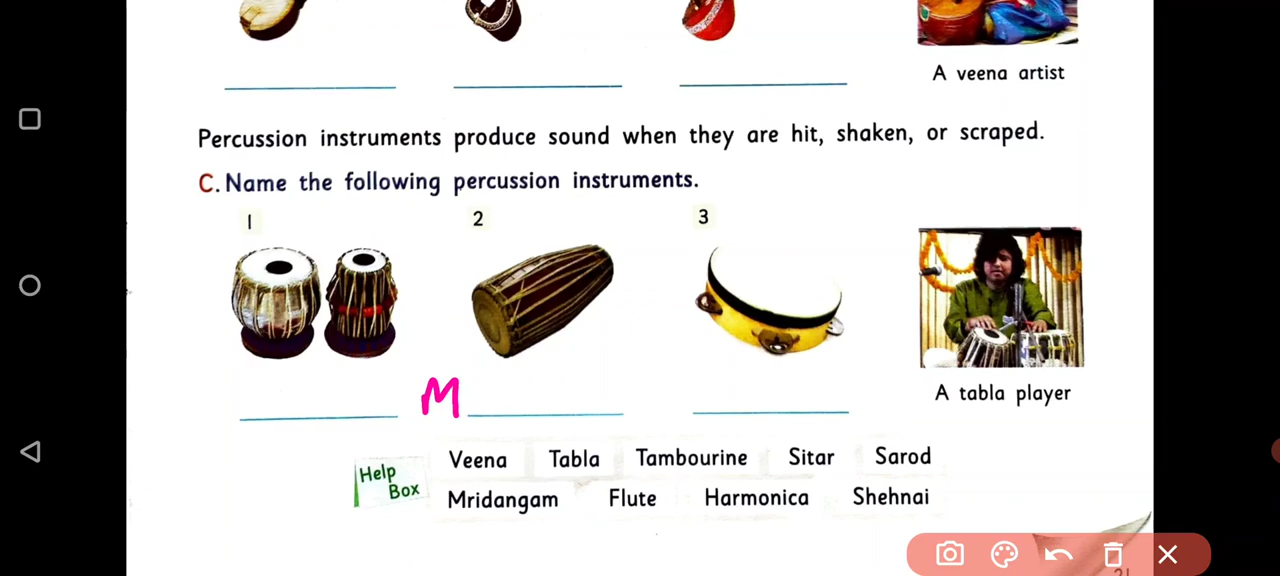 A veena artist
Percussion instruments produce sound when they are hit, shaken, or scraped.
C. Name the following percussion instruments.
1 2 3
M
A tabla player
Help Box
Veena Tabla Tambourine Sitar Sarod
Mridangam Flute Harmonica Shehnai